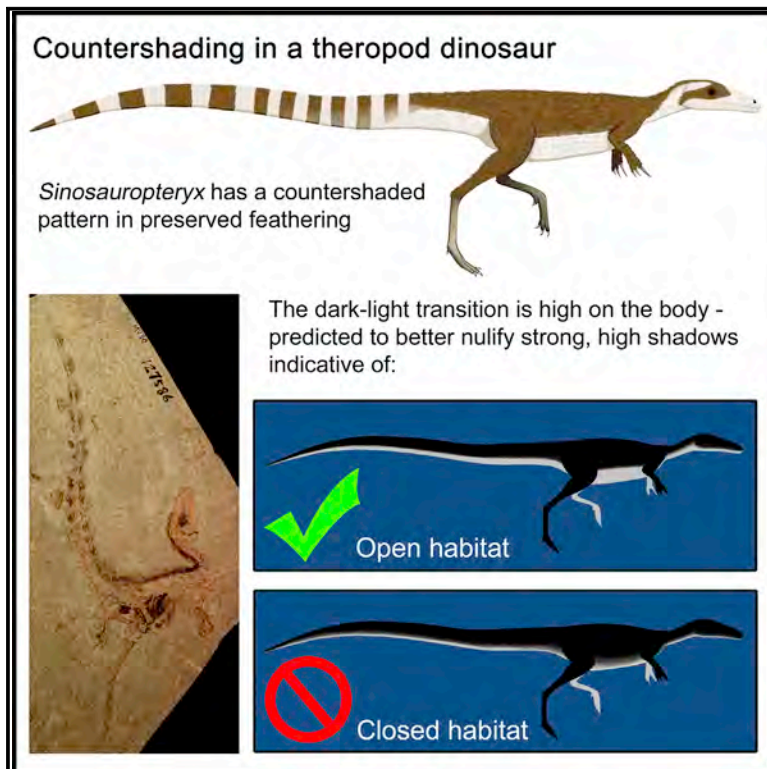 Countershading in a theropod dinosaur
Sinosauropteryx has a countershaded
pattern in preserved feathering
The dark-light transition is high on the body -
predicted to better nulify strong, high shadows
indicative of:
127586
Open habitat
Closed habitat